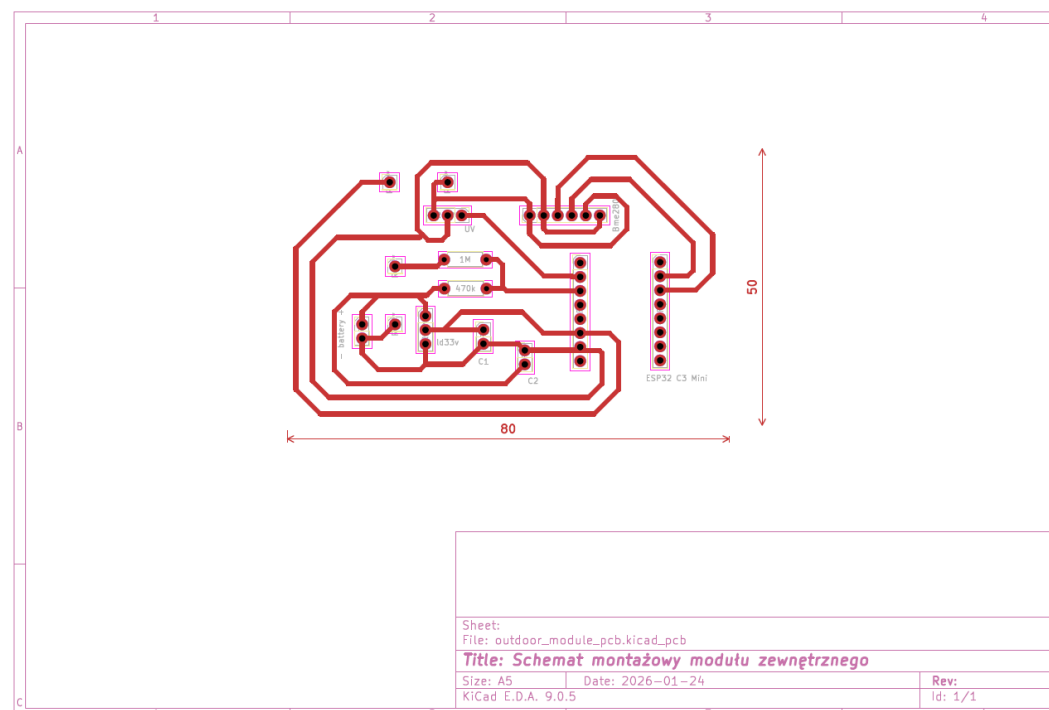 1 2 3 4
A
B
C
UV
Bme280
1M
470k
- battery +
ld33v
C1
C2
ESP32 C3 Mini
50
80
Sheet:
File: outdoor_module_pcb.kicad_pcb
Title: Schemat montażowy modułu zewnętrznego
Size: A5 Date: 2026-01-24 Rev:
KiCad E.D.A. 9.0.5 Id: 1/1